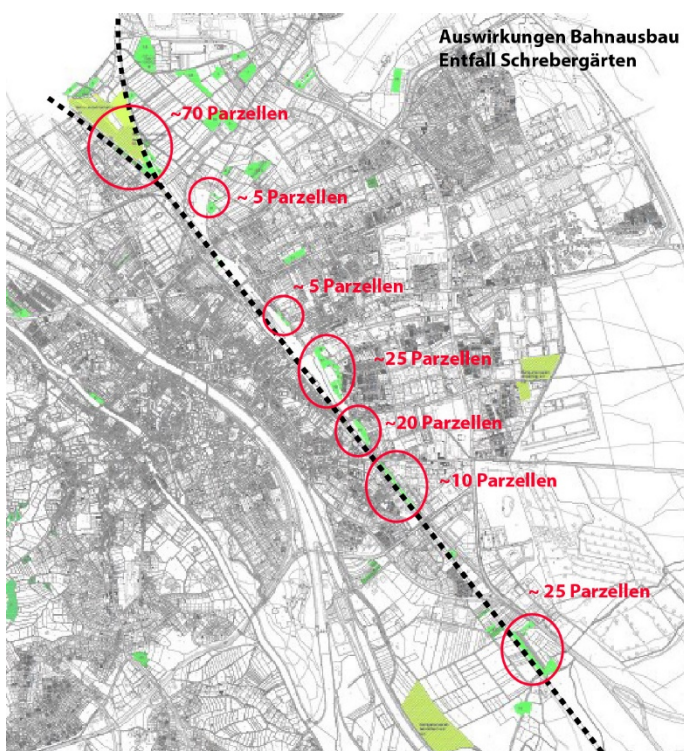 Auswirkungen Bahnausbau
Entfall Schrebergärten
~70 Parzellen
~ 5 Parzellen
~ 5 Parzellen
~25 Parzellen
~20 Parzellen
~10 Parzellen
~ 25 Parzellen